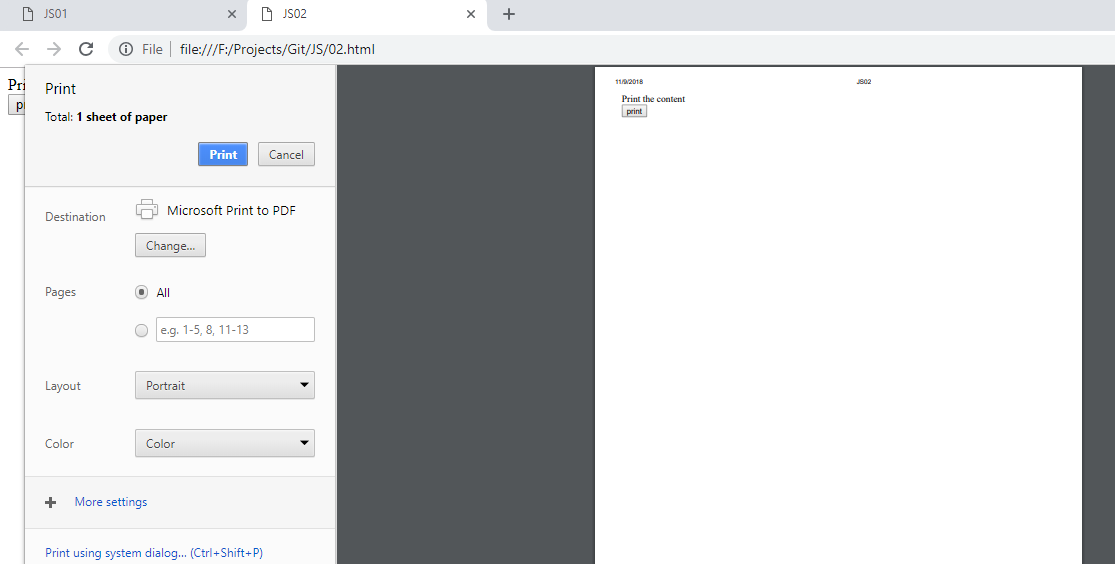 JS01
JS02
File file:///F:/Projects/Git/JS/02.html
Pri
Print
Total: 1 sheet of paper
Print Cancel
Destination Microsoft Print to PDF
Change...
Pages All
e.g. 1-5, 8, 11-13
Layout Portrait
Color Color
More settings
Print using system dialog... (Ctrl+Shift+P)
11/9/2018 JS02
Print the content
print